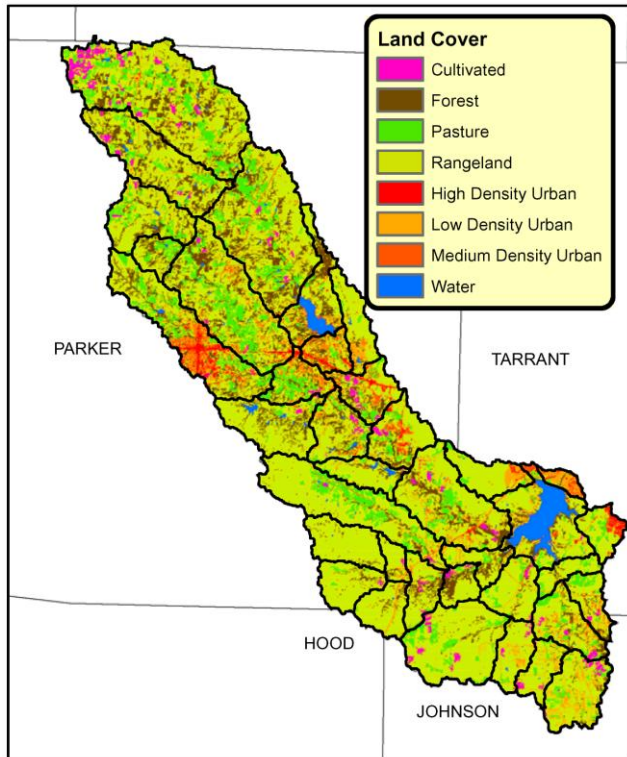 Land Cover
Cultivated
Forest
Pasture
Rangeland
High Density Urban
Low Density Urban
Medium Density Urban
Water
PARKER
TARRANT
HOOD
JOHNSON